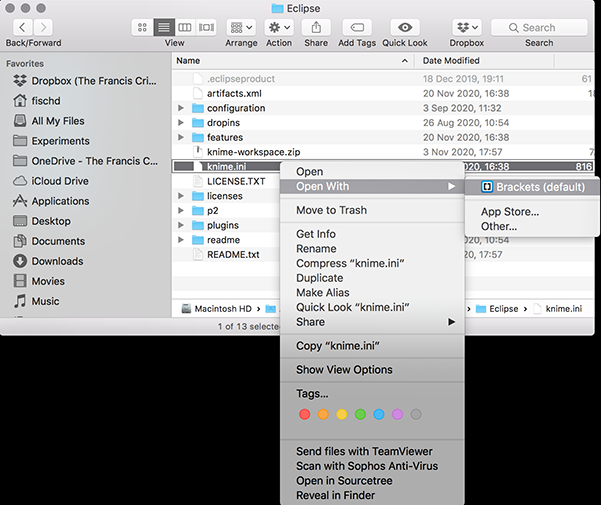 Eclipse
Back/Forward View Arrange Action Share Add Tags Quick Look Dropbox Search
Search
Favorites
Dropbox (The Francis Cri...
fischd
All My Files
Experiments
OneDrive - The Francis C...
iCloud Drive
Applications
Desktop
Documents
Downloads
Movies
Music
Name Date Modified
.eclipseproduct 18 Dec 2019, 19:11 61
artifacts.xml 20 Nov 2020, 16:38
configuration 3 Sep 2020, 11:32
dropins 26 Aug 2020, 10:54
features 20 Nov 2020, 16:38
knime-workspace.zip 3 Nov 2020, 17:57
knime.ini 2020, 16:38 816
LICENSE.TXT
licenses
p2
plugins
readme 2020, 10:54
README.txt 2020, 17:57
Macintosh HD Eclipse knime.ini
1 of 13 selected
Open
Open With
Move to Trash
Get Info
Rename
Compress “knime.ini”
Duplicate
Make Alias
Quick Look “knime.ini”
Share
Copy “knime.ini”
Show View Options
Tags...
Send files with TeamViewer
Scan with Sophos Anti-Virus
Open in Sourcetree
Reveal in Finder
Brackets (default)
App Store...
Other...